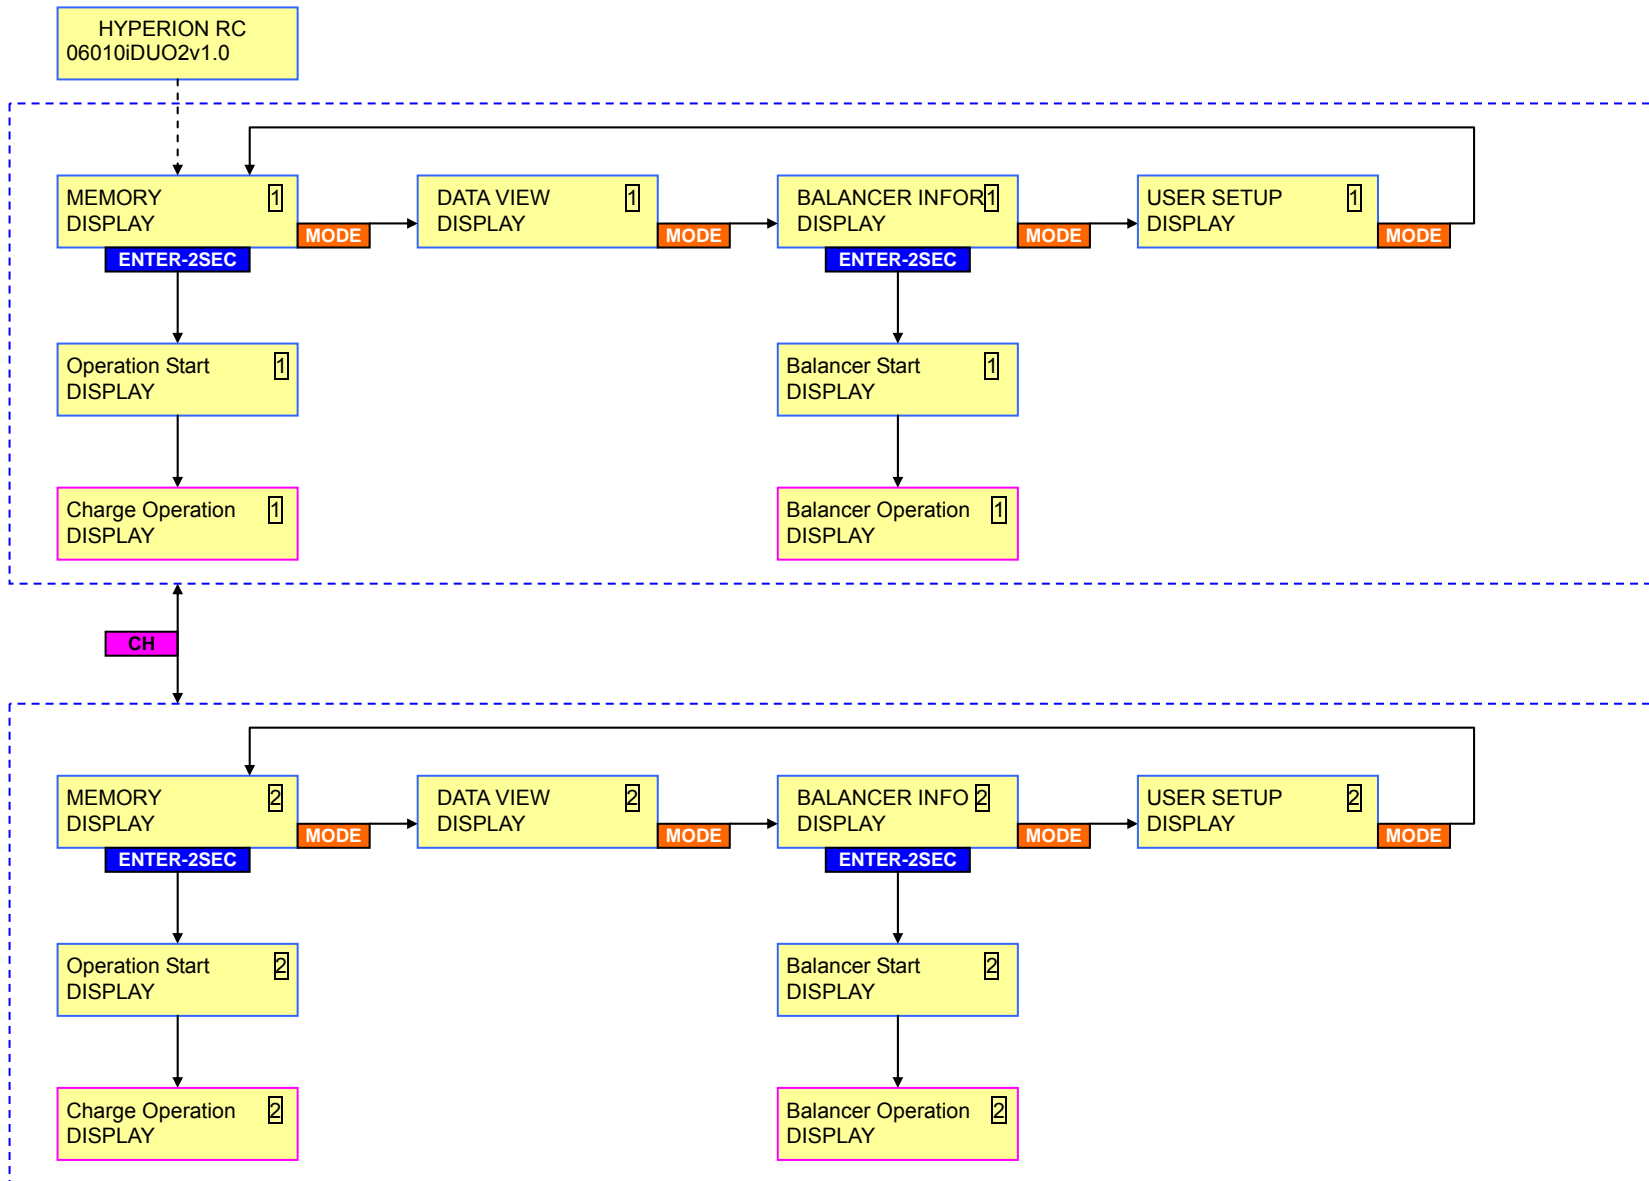 HYPERION RC
06010iDUO2v1.0
MEMORY 1
DISPLAY
MODE
ENTER-2SEC
DATA VIEW 1
DISPLAY
MODE
BALANCER INFOR 1
DISPLAY
MODE
ENTER-2SEC
USER SETUP 1
DISPLAY
MODE
Operation Start 1
DISPLAY
Balancer Start 1
DISPLAY
Charge Operation 1
DISPLAY
Balancer Operation 1
DISPLAY
CH
MEMORY 2
DISPLAY
MODE
ENTER-2SEC
DATA VIEW 2
DISPLAY
MODE
BALANCER INFO 2
DISPLAY
MODE
ENTER-2SEC
USER SETUP 2
DISPLAY
MODE
Operation Start 2
DISPLAY
Balancer Start 2
DISPLAY
Charge Operation 2
DISPLAY
Balancer Operation 2
DISPLAY